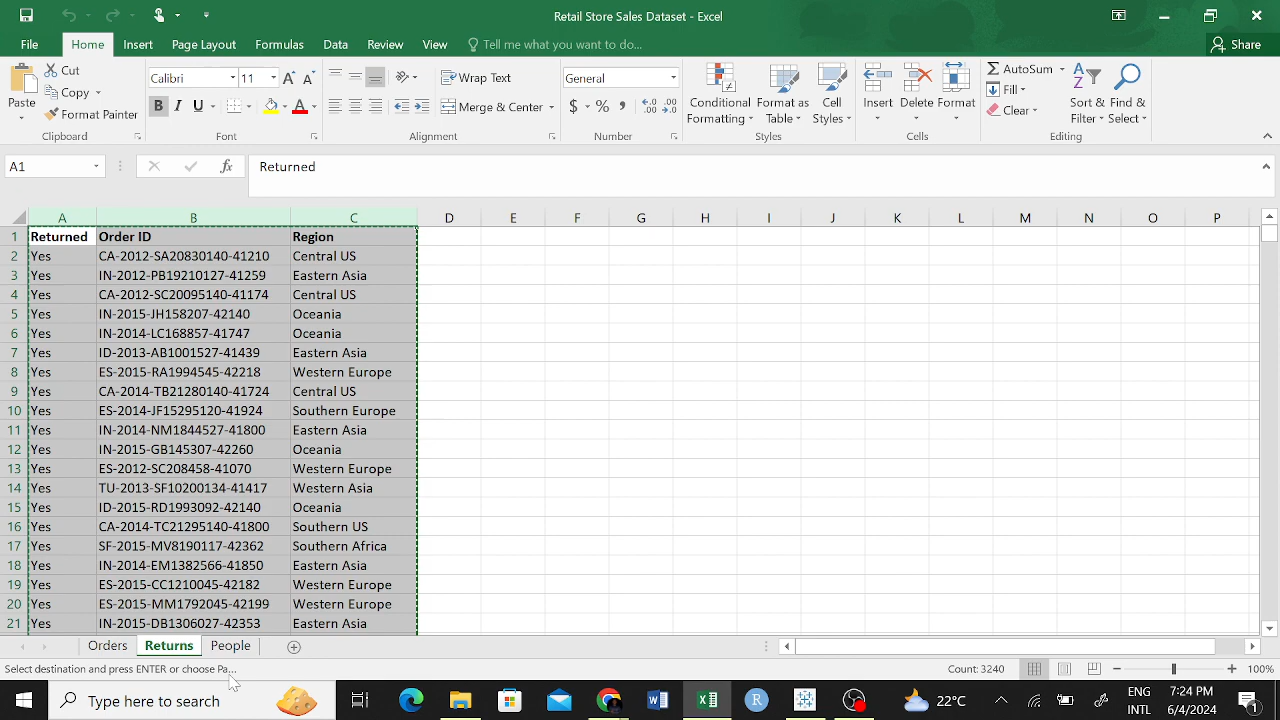 Retail Store Sales Dataset - Excel
File Home Insert Page Layout Formulas Data Review View Tell me what you want to do... Share
Paste Cut Copy Format Painter
Clipboard
Calibri 11
B I U A
Font
Wrap Text
Merge & Center
Alignment
General
$ % ,
Number
Conditional Formatting Format as Table Cell Styles
Styles
Insert Delete Format
Cells
AutoSum Fill Clear Sort & Filter Find & Select
Editing
A1 fx Returned
A B C D E F G H I J K L M N O P
1 Returned Order ID Region
2 Yes CA-2012-SA20830140-41210 Central US
3 Yes IN-2012-PB19210127-41259 Eastern Asia
4 Yes CA-2012-SC20095140-41174 Central US
5 Yes IN-2015-JH158207-42140 Oceania
6 Yes IN-2014-LC168857-41747 Oceania
7 Yes ID-2013-AB1001527-41439 Eastern Asia
8 Yes ES-2015-RA1994545-42218 Western Europe
9 Yes CA-2014-TB21280140-41724 Central US
10 Yes ES-2014-JF15295120-41924 Southern Europe
11 Yes IN-2014-NM1844527-41800 Eastern Asia
12 Yes IN-2015-GB145307-42260 Oceania
13 Yes ES-2012-SC208458-41070 Western Europe
14 Yes TU-2013-SF10200134-41417 Western Asia
15 Yes ID-2015-RD1993092-42140 Oceania
16 Yes CA-2014-TC21295140-41800 Southern US
17 Yes SF-2015-MV8190117-42362 Southern Africa
18 Yes IN-2014-EM1382566-41850 Eastern Asia
19 Yes ES-2015-CC1210045-42182 Western Europe
20 Yes ES-2015-MM1792045-42199 Western Europe
21 Yes IN-2015-DB1306027-42353 Eastern Asia
Orders Returns People
Select destination and press ENTER or choose Pa... Count: 3240 100%
Type here to search 22°C ENG INTL 7:24 PM 6/4/2024 1